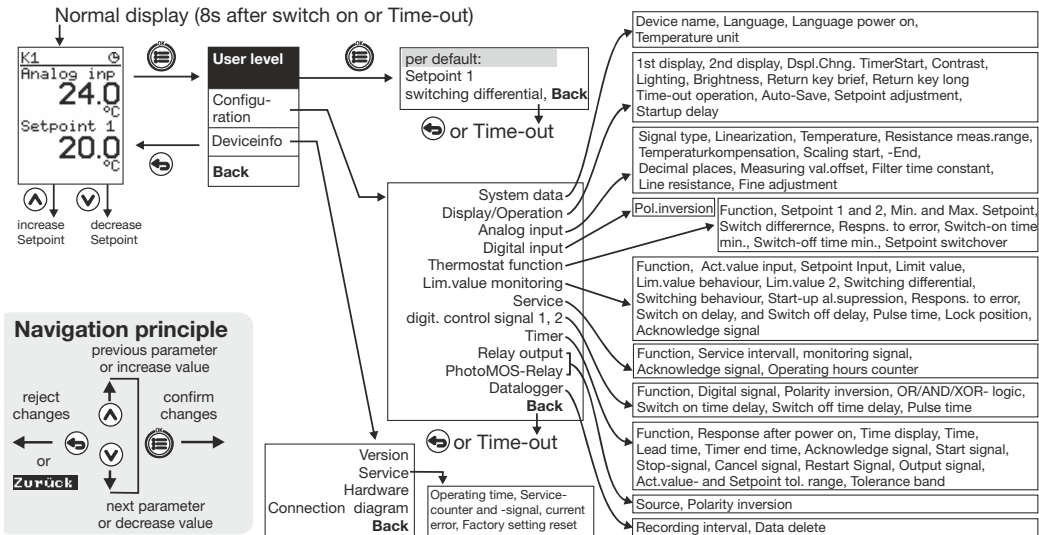 Normal display (8s after switch on or Time-out)
K1
Analog inp
24.0
°C
Setpoint 1
20.0
°C
increase
Setpoint
decrease
Setpoint
OK
User level
Configu-
ration
Deviceinfo
Back
OK
per default:
Setpoint 1
switching differential, Back
or Time-out
System data
Display/Operation
Analog input
Digital input
Thermostat function
Lim.value monitoring
Service
digit. control signal 1, 2
Timer
Relay output
PhotoMOS-Relay
Datalogger
Back
or Time-out
Device name, Language, Language power on,
Temperature unit
1st display, 2nd display, Dspl.Chng. TimerStart, Contrast,
Lighting, Brightness, Return key brief, Return key long
Time-out operation, Auto-Save, Setpoint adjustment,
Startup delay
Signal type, Linearization, Temperature, Resistance meas.range,
Temperaturkompensation, Scaling start, -End,
Decimal places, Measuring val.offset, Filter time constant,
Line resistance, Fine adjustment
Pol.inversion
Function, Setpoint 1 and 2, Min. and Max. Setpoint,
Switch differernce, Respns. to error, Switch-on time
min., Switch-off time min., Setpoint switchover
Function, Act.value input, Setpoint Input, Limit value,
Lim.value behaviour, Lim.value 2, Switching differential,
Switching behaviour, Start-up al.supression, Respons. to error,
Switch on delay, and Switch off delay, Pulse time, Lock position,
Acknowledge signal
Function, Service intervall, monitoring signal,
Acknowledge signal, Operating hours counter
Function, Digital signal, Polarity inversion, OR/AND/XOR- logic,
Switch on time delay, Switch off time delay, Pulse time
Function, Response after power on, Time display, Time,
Lead time, Timer end time, Acknowledge signal, Start signal,
Stop-signal, Cancel signal, Restart Signal, Output signal,
Act.value- and Setpoint tol. range, Tolerance band
Source, Polarity inversion
Recording interval, Data delete
Navigation principle
previous parameter
or increase value
reject
changes
confirm
changes
OK
or
Zurück
next parameter
or decrease value
Version
Service
Hardware
Connection diagram
Back
Operating time, Service-
counter and -signal, current
error, Factory setting reset